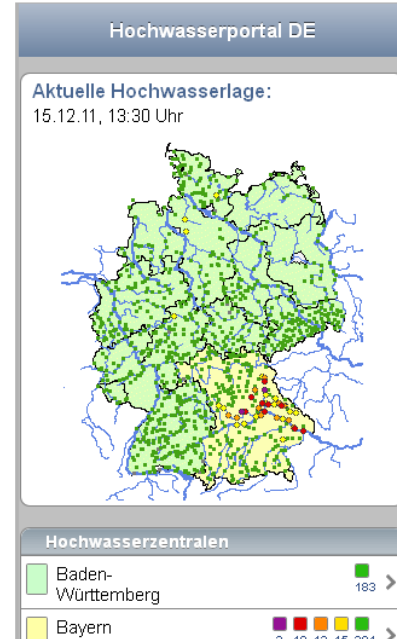 Hochwasserportal DE
Aktuelle Hochwasserlage:
15.12.11, 13:30 Uhr
Hochwasserzentralen
Baden-
Württemberg
183
Bayern